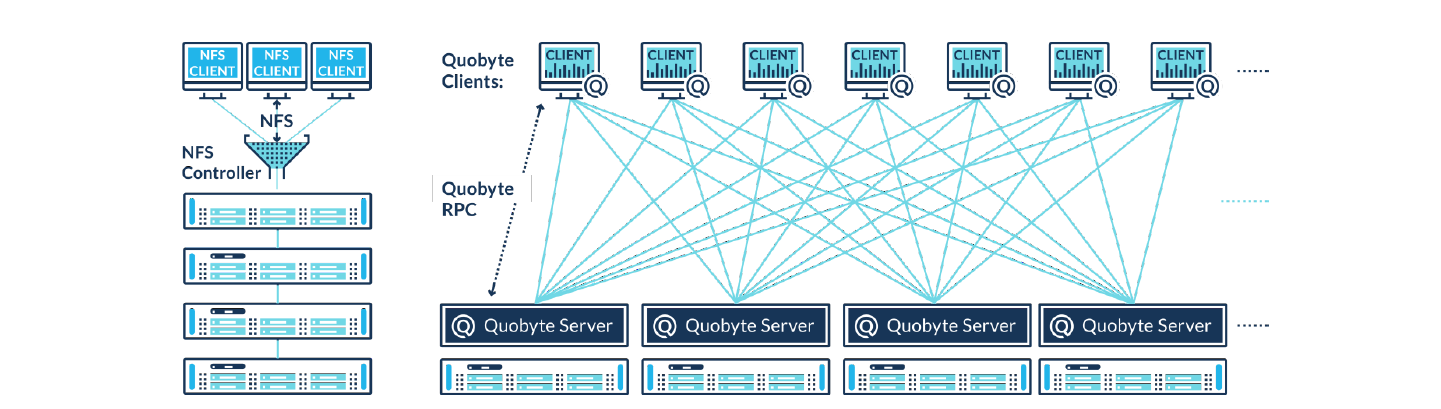 NFS
CLIENT
NFS
CLIENT
NFS
CLIENT
NFS
NFS
Controller
Quobyte
Clients:
CLIENT
CLIENT
CLIENT
CLIENT
CLIENT
CLIENT
CLIENT
Quobyte
RPC
Quobyte Server
Quobyte Server
Quobyte Server
Quobyte Server